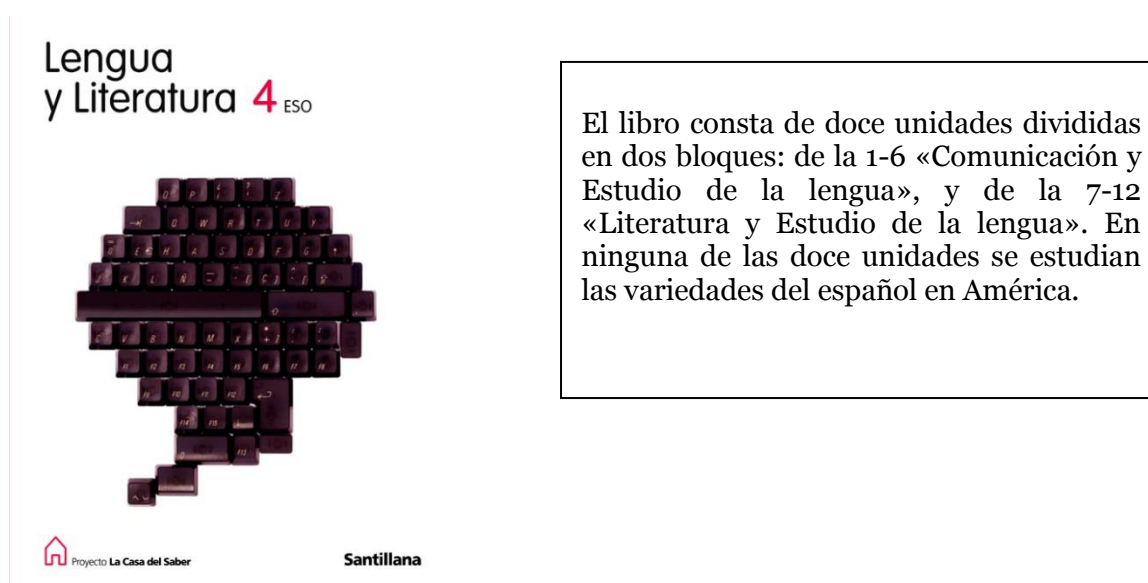 Lengua
y Literatura 4 ESO
El libro consta de doce unidades divididas
en dos bloques: de la 1-6 «Comunicación y
Estudio de la lengua», y de la 7-12
«Literatura y Estudio de la lengua». En
ninguna de las doce unidades se estudian
las variedades del español en América.
Proyecto La Casa del Saber
Santillana